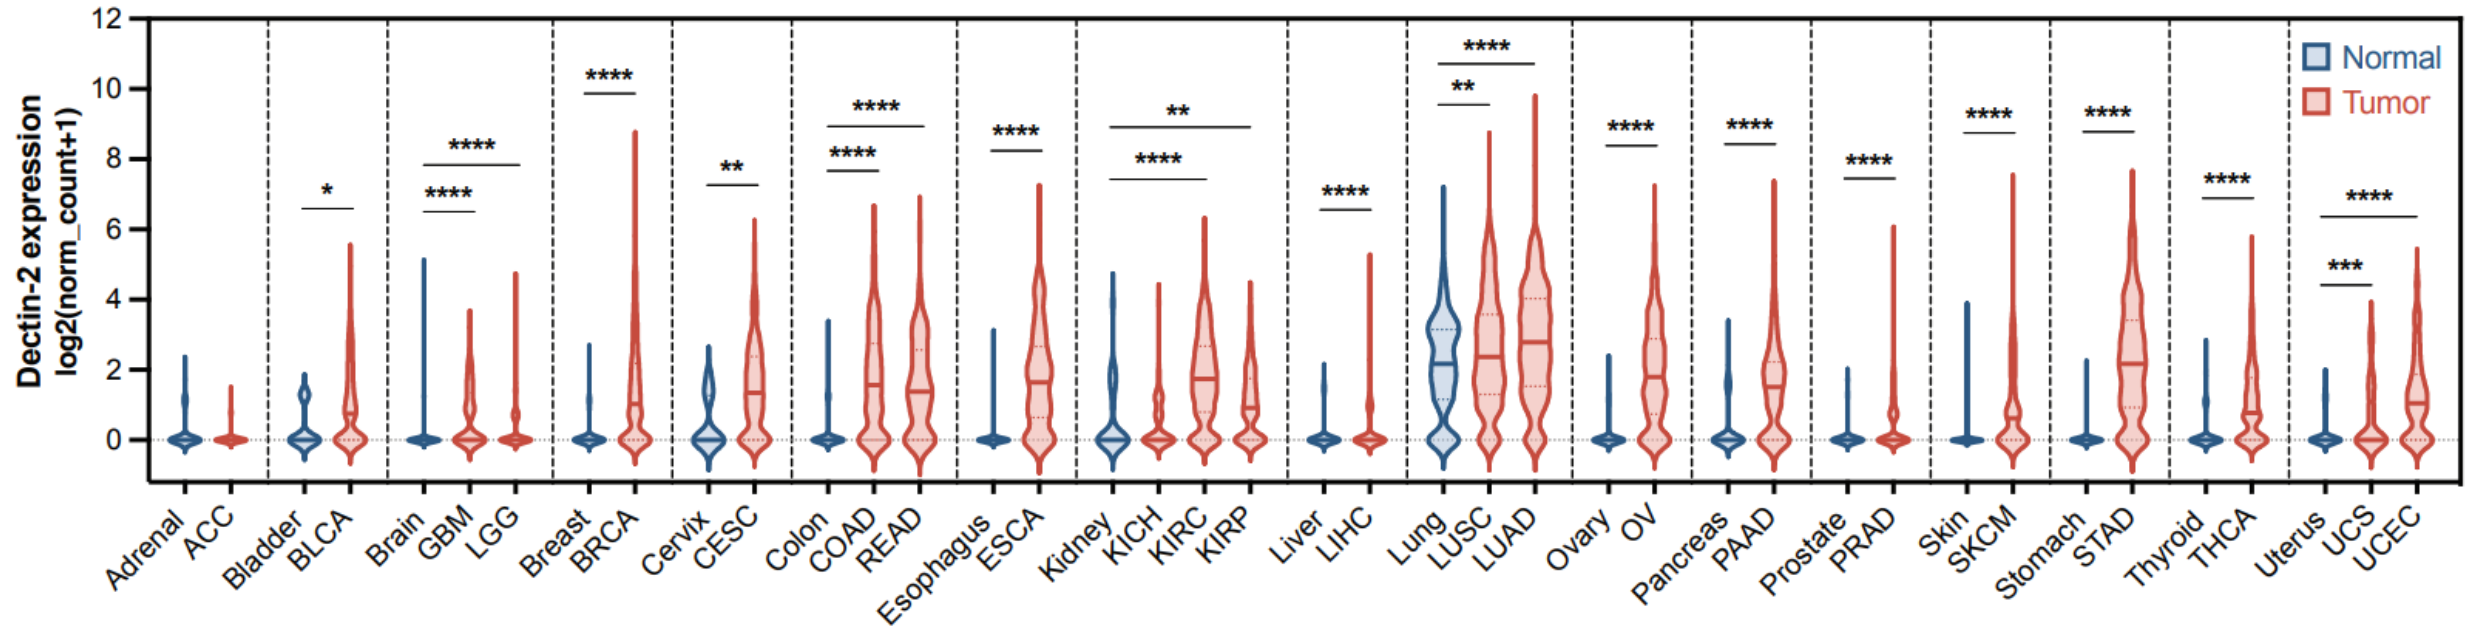 Dectin-2 expression
log2(norm_count+1)
12
10
8
6
4
2
0
*
****
****
****
**
****
****
****
**
****
****
****
**
****
****
****
****
****
****
****
***
Normal
Tumor
Adrenal
ACC
Bladder
BLCA
Brain
GBM
LGG
Breast
BRCA
Cervix
CESC
Colon
COAD
READ
Esophagus
ESCA
Kidney
KICH
KIRC
KIRP
Liver
LIHC
Lung
LUSC
LUAD
Ovary
OV
Pancreas
PAAD
Prostate
PRAD
Skin
SKCM
Stomach
STAD
Thyroid
THCA
Uterus
UCS
UCEC